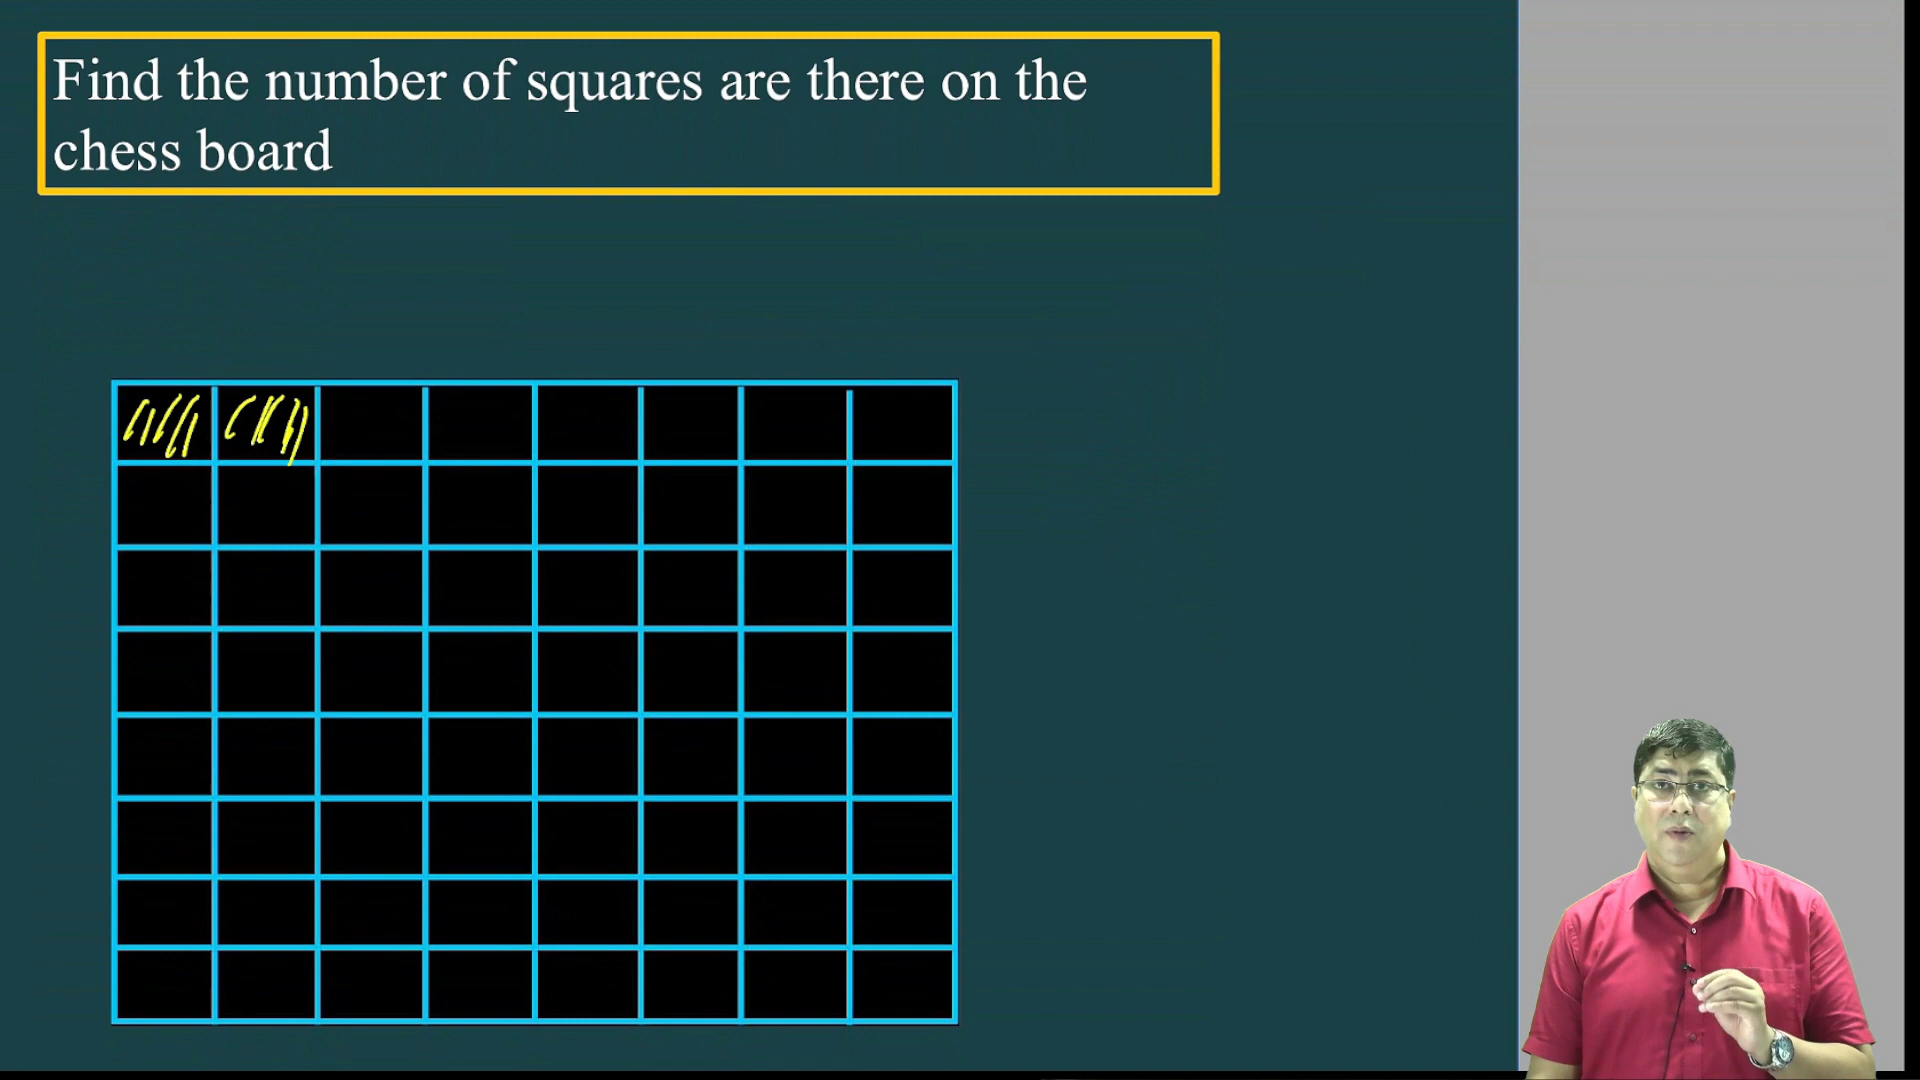 Find the number of squares are there on the
chess board